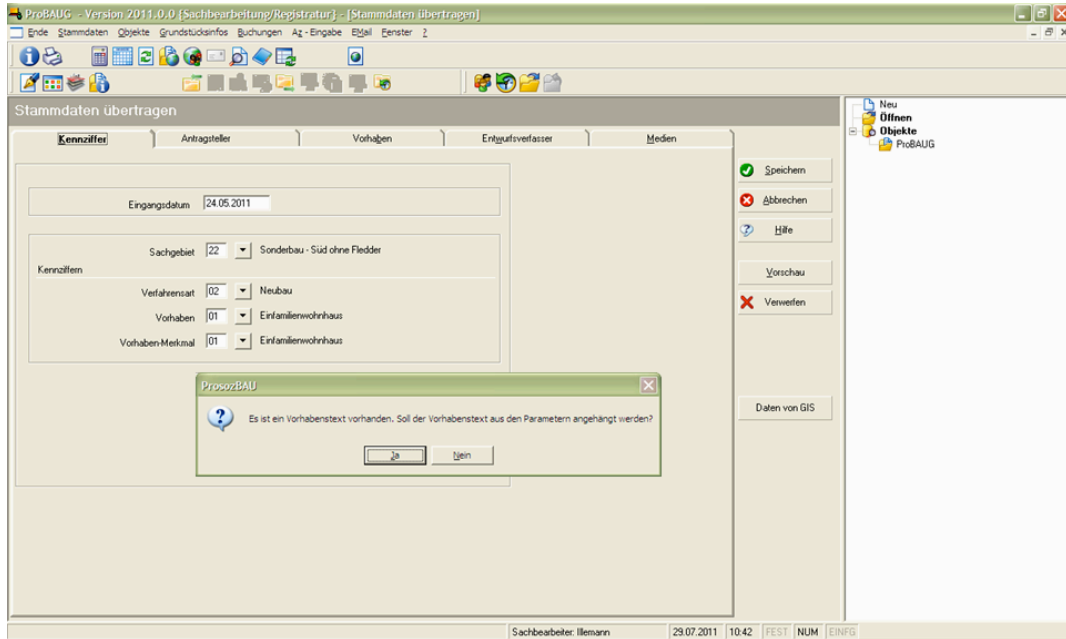 ProBAUG - Version 2011.0.0 {Sachbearbeitung/Registratur} - [Stammdaten übertragen]
Ende Stammdaten Objekte Grundstücksinfos Buchungen Az - Eingabe EMail Fenster ?
Stammdaten übertragen
Kennziffer Antragsteller Vorhaben Entwurfsverfasser Medien
Eingangsdatum 24.05.2011
Sachgebiet 22 Sonderbau - Süd ohne Fledder
Kennziffern
Verfahrensart 02 Neubau
Vorhaben 01 Einfamilienwohnhaus
Vorhaben-Merkmal 01 Einfamilienwohnhaus
ProsozBAU
Es ist ein Vorhabenstext vorhanden. Soll der Vorhabenstext aus den Parametern angehängt werden?
Ja Nein
Speichern
Abbrechen
Hilfe
Vorschau
Verwerfen
Daten von GIS
Neu
Öffnen
Objekte
ProBAUG
Sachbearbeiter: Illemann 29.07.2011 10:42 FEST NUM EINFG